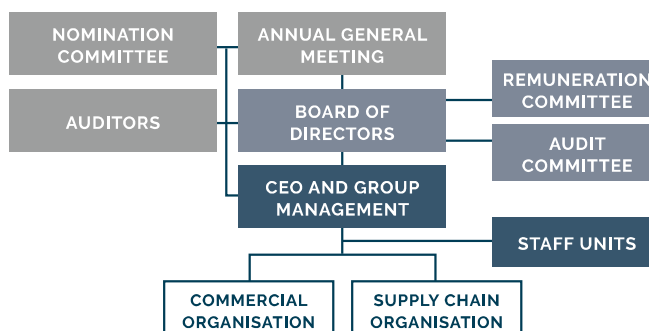 NOMINATION
COMMITTEE
ANNUAL GENERAL
MEETING
REMUNERATION
COMMITTEE
AUDITORS
BOARD OF
DIRECTORS
AUDIT
COMMITTEE
CEO AND GROUP
MANAGEMENT
STAFF UNITS
COMMERCIAL
ORGANISATION
SUPPLY CHAIN
ORGANISATION